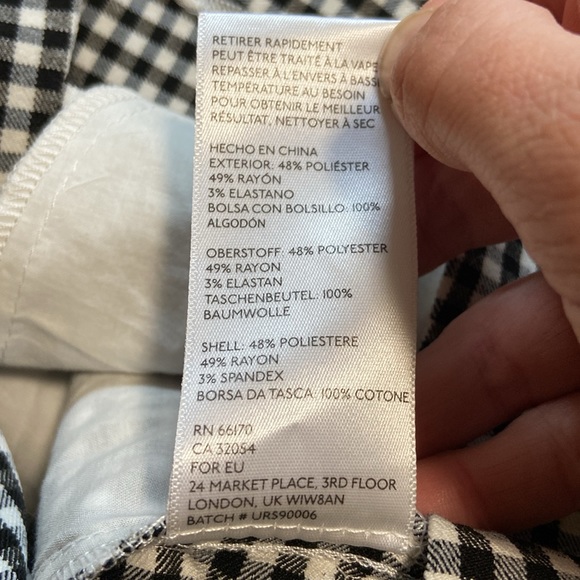 RETIRER RAPIDEMENT
PEUT ÊTRE TRAITÉ À LA VAPE
REPASSER À L'ENVERS À BASS
TEMPÉRATURE AU BESOIN
POUR OBTENIR LE MEILLEUR
RÉSULTAT, NETTOYER À SEC
HECHO EN CHINA
EXTERIOR: 48% POLIÉSTER
49% RAYÓN
3% ELASTANO
BOLSA CON BOLSILLO: 100%
ALGODÓN
OBERSTOFF: 48% POLYESTER
49% RAYON
3% ELASTAN
TASCHENBEUTEL: 100%
BAUMWOLLE
SHELL: 48% POLIESTERE
49% RAYON
3% SPANDEX
BORSA DA TASCA: 100% COTONE
RN 66170
CA 32054
FOR EU
24 MARKET PLACE, 3RD FLOOR
LONDON, UK WIW8AN
BATCH # URS90006